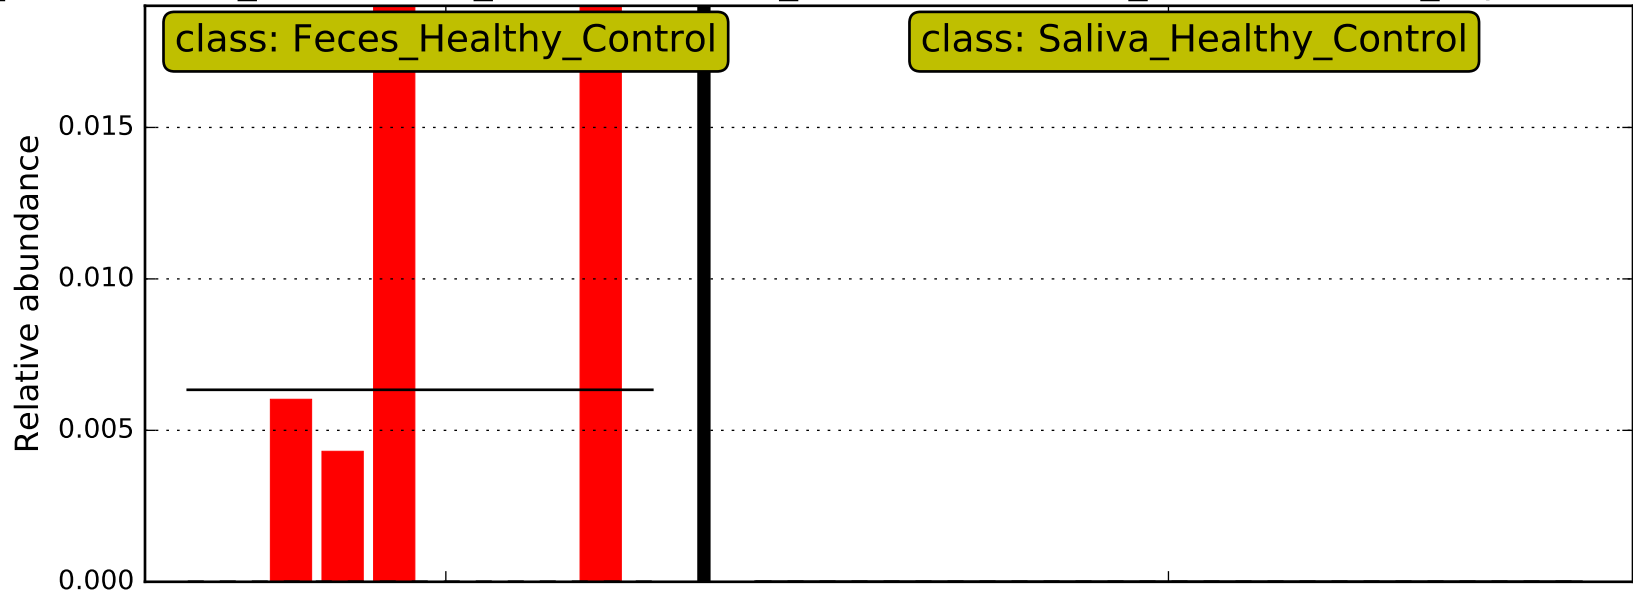 class: Feces_Healthy_Control
class: Saliva_Healthy_Control
Relative abundance
0.015
0.010
0.005
0.000